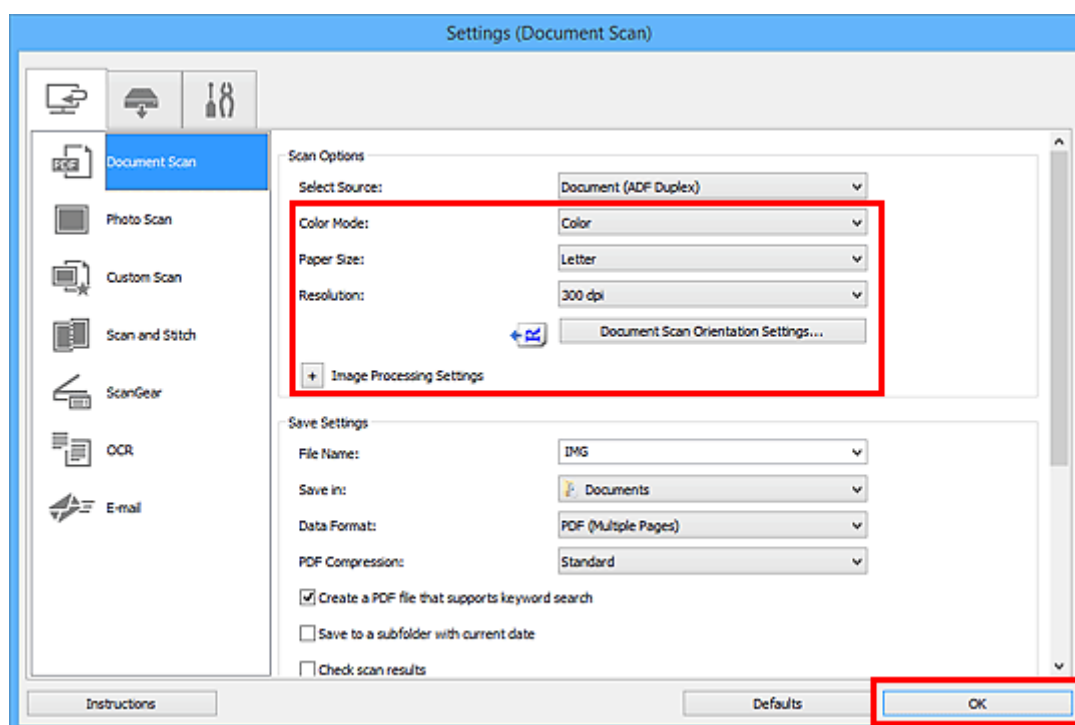 Settings (Document Scan)
PDF
Document Scan
Photo Scan
Custom Scan
Scan and Stitch
ScanGear
OCR
E-mail
Scan Options
Select Source: Document (ADF Duplex)
Color Mode: Color
Paper Size: Letter
Resolution: 300 dpi
R Document Scan Orientation Settings...
+ Image Processing Settings
Save Settings
File Name: IMG
Save in: Documents
Data Format: PDF (Multiple Pages)
PDF Compression: Standard
Create a PDF file that supports keyword search
Save to a subfolder with current date
Check scan results
Instructions Defaults OK